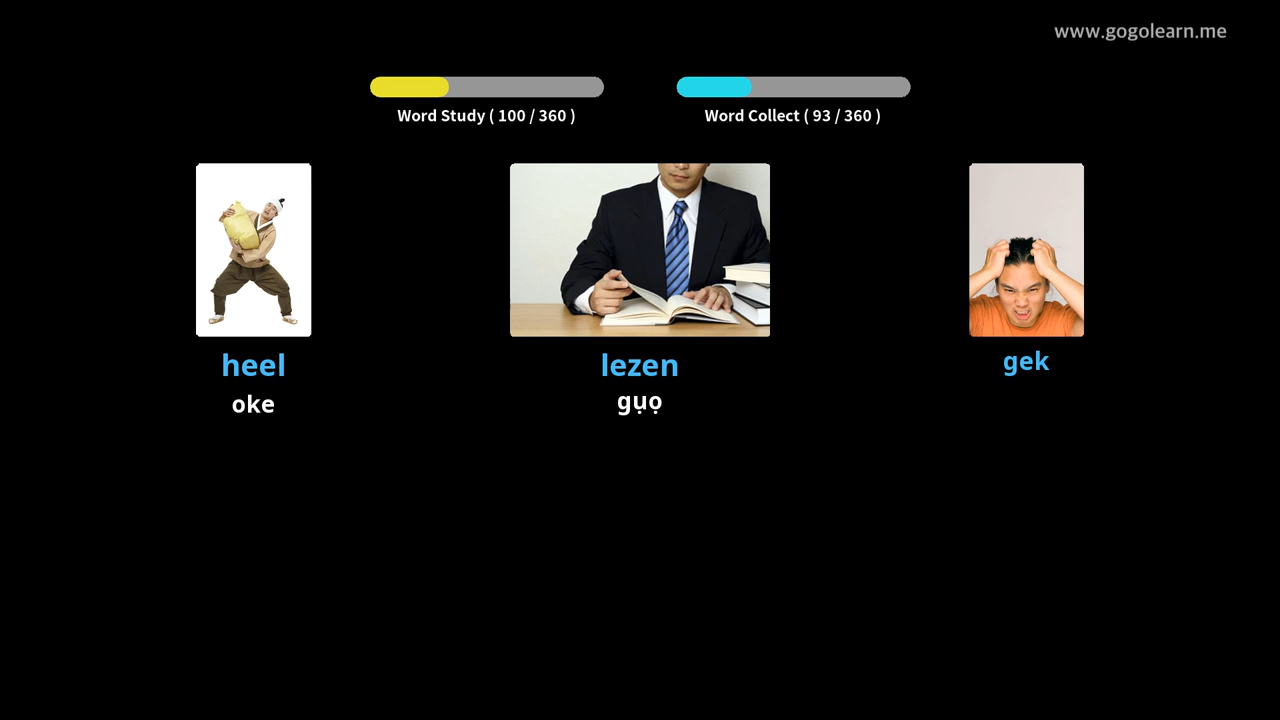 www.gogolearn.me
Word Study ( 100 / 360 )
Word Collect ( 93 / 360 )
heel
lezen
gek
oke
gụọ